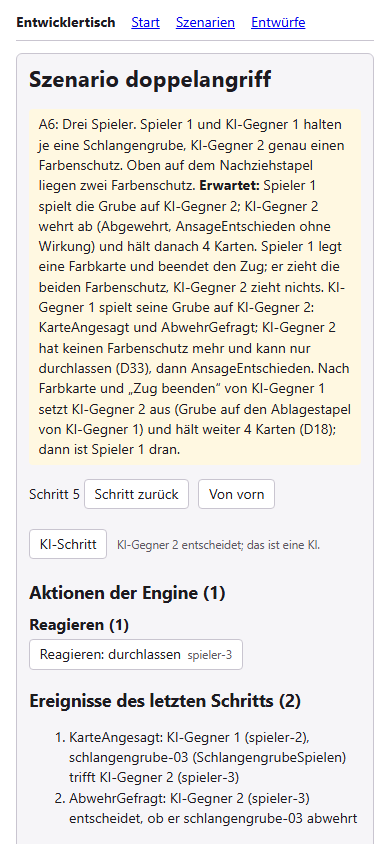 Entwicklertisch Start Szenarien Entwürfe
Szenario doppelangriff
A6: Drei Spieler. Spieler 1 und KI-Gegner 1 halten
je eine Schlangengrube, KI-Gegner 2 genau einen
Farbenschutz. Oben auf dem Nachziehstapel
liegen zwei Farbenschutz. Erwartet: Spieler 1
spielt die Grube auf KI-Gegner 2; KI-Gegner 2
wehrt ab (Abgewehrt, AnsageEntschieden ohne
Wirkung) und hält danach 4 Karten. Spieler 1 legt
eine Farbkarte und beendet den Zug; er zieht die
beiden Farbenschutz, KI-Gegner 2 zieht nichts. KI-
Gegner 1 spielt seine Grube auf KI-Gegner 2:
KarteAngesagt und AbwehrGefragt; KI-Gegner 2
hat keinen Farbenschutz mehr und kann nur
durchlassen (D33), dann AnsageEntschieden. Nach
Farbkarte und „Zug beenden“ von KI-Gegner 1
setzt KI-Gegner 2 aus (Grube auf den Ablagestapel
von KI-Gegner 1) und hält weiter 4 Karten (D18);
dann ist Spieler 1 dran.
Schritt 5 Schritt zurück Von vorn
KI-Schritt KI-Gegner 2 entscheidet; das ist eine KI.
Aktionen der Engine (1)
Reagieren (1)
Reagieren: durchlassen spieler-3
Ereignisse des letzten Schritts (2)
1. KarteAngesagt: KI-Gegner 1 (spieler-2),
schlangengrube-03 (SchlangengrubeSpielen)
trifft KI-Gegner 2 (spieler-3)
2. AbwehrGefragt: KI-Gegner 2 (spieler-3)
entscheidet, ob er schlangengrube-03 abwehrt